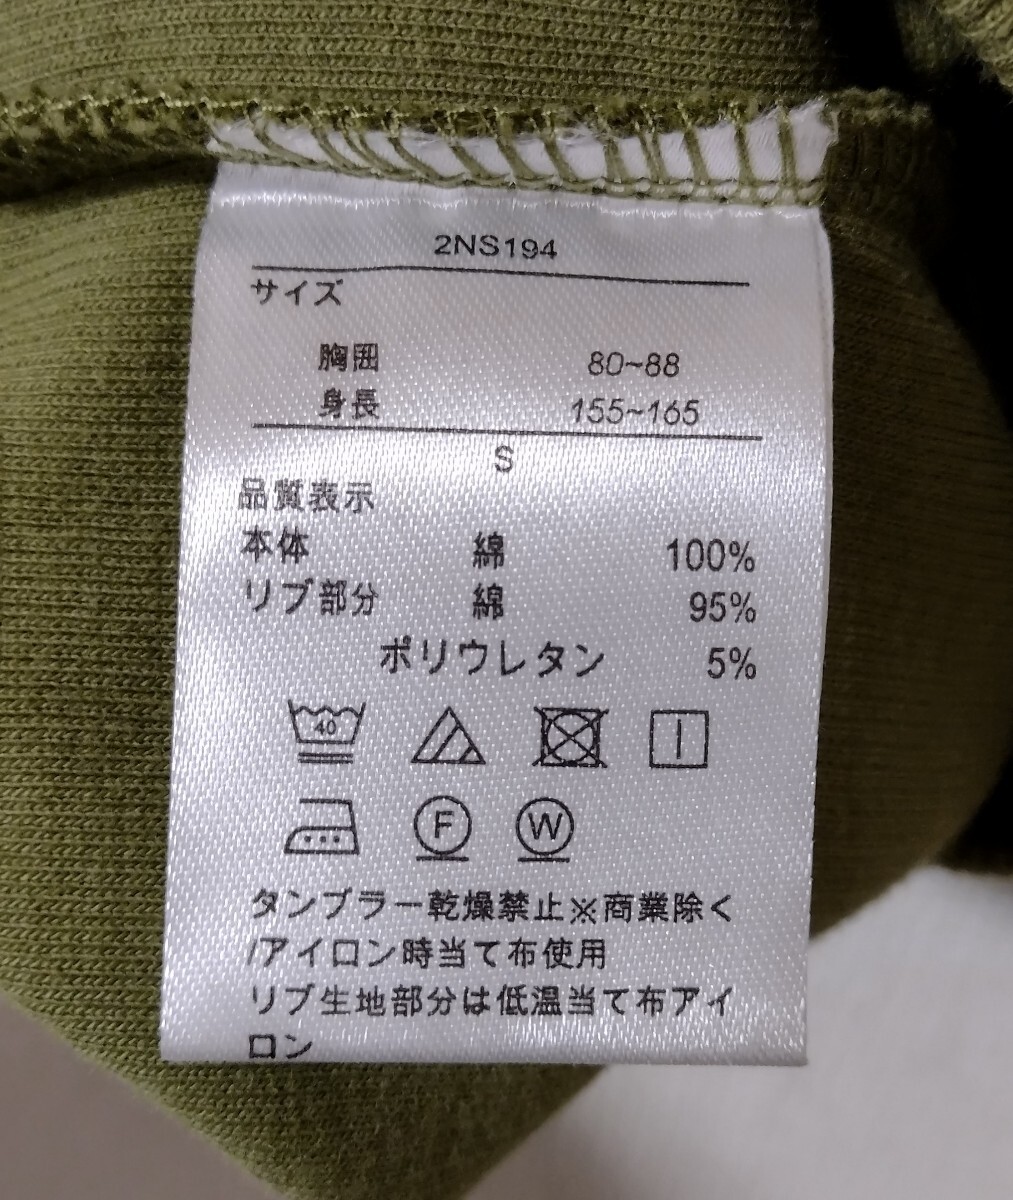 2NS194
サイズ
胸囲 80~88
身長 155~165
S
品質表示
本体 綿 100%
リブ部分 綿 95%
ポリウレタン 5%
40
F W
タンブラー乾燥禁止※商業除く
/アイロン時当て布使用
リブ生地部分は低温当て布アイ
ロン